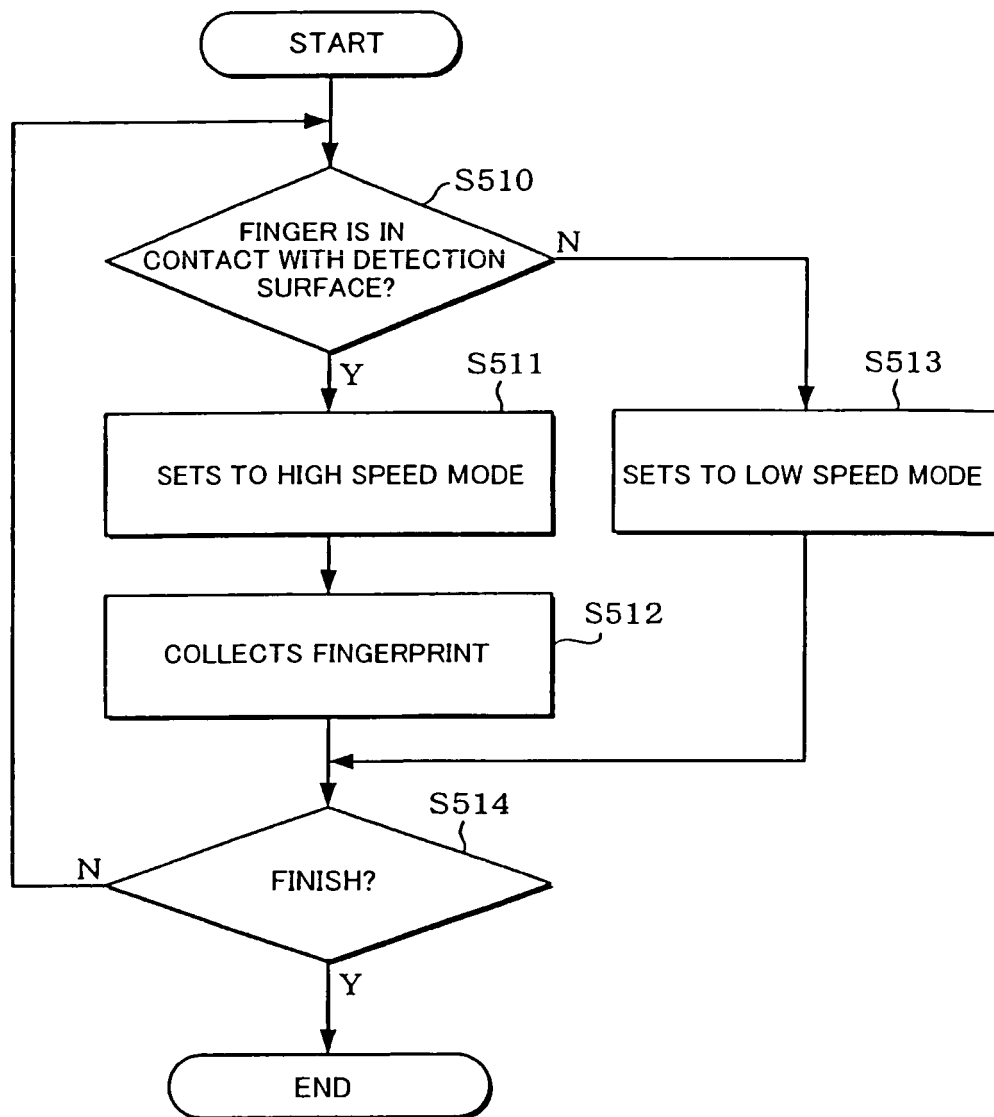 START
S510
FINGER IS IN
CONTACT WITH DETECTION
SURFACE?
N
Y
S511
S513
SETS TO HIGH SPEED MODE
SETS TO LOW SPEED MODE
S512
COLLECTS FINGERPRINT
S514
N
FINISH?
Y
END